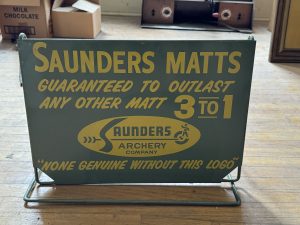 MILK
CHOCOLATE
SAUNDERS MATTS
GUARANTEED TO OUTLAST
ANY OTHER MATT 3 TO 1
SAUNDERS
ARCHERY
COMPANY
"NONE GENUINE WITHOUT THIS LOGO"